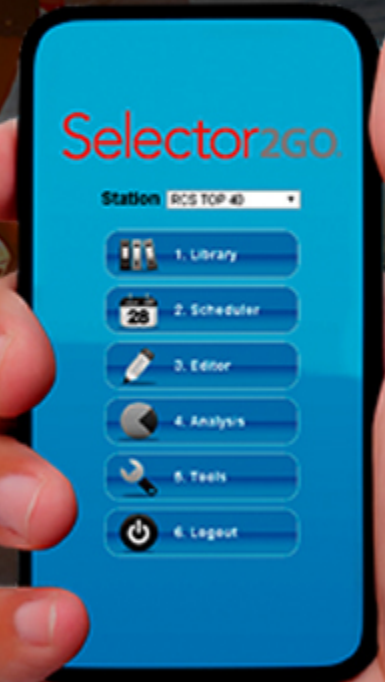 Selector2GO
Station RCS TOP 40
1. Library
28
2. Scheduler
3. Editor
4. Analysis
5. Tools
6. Logout